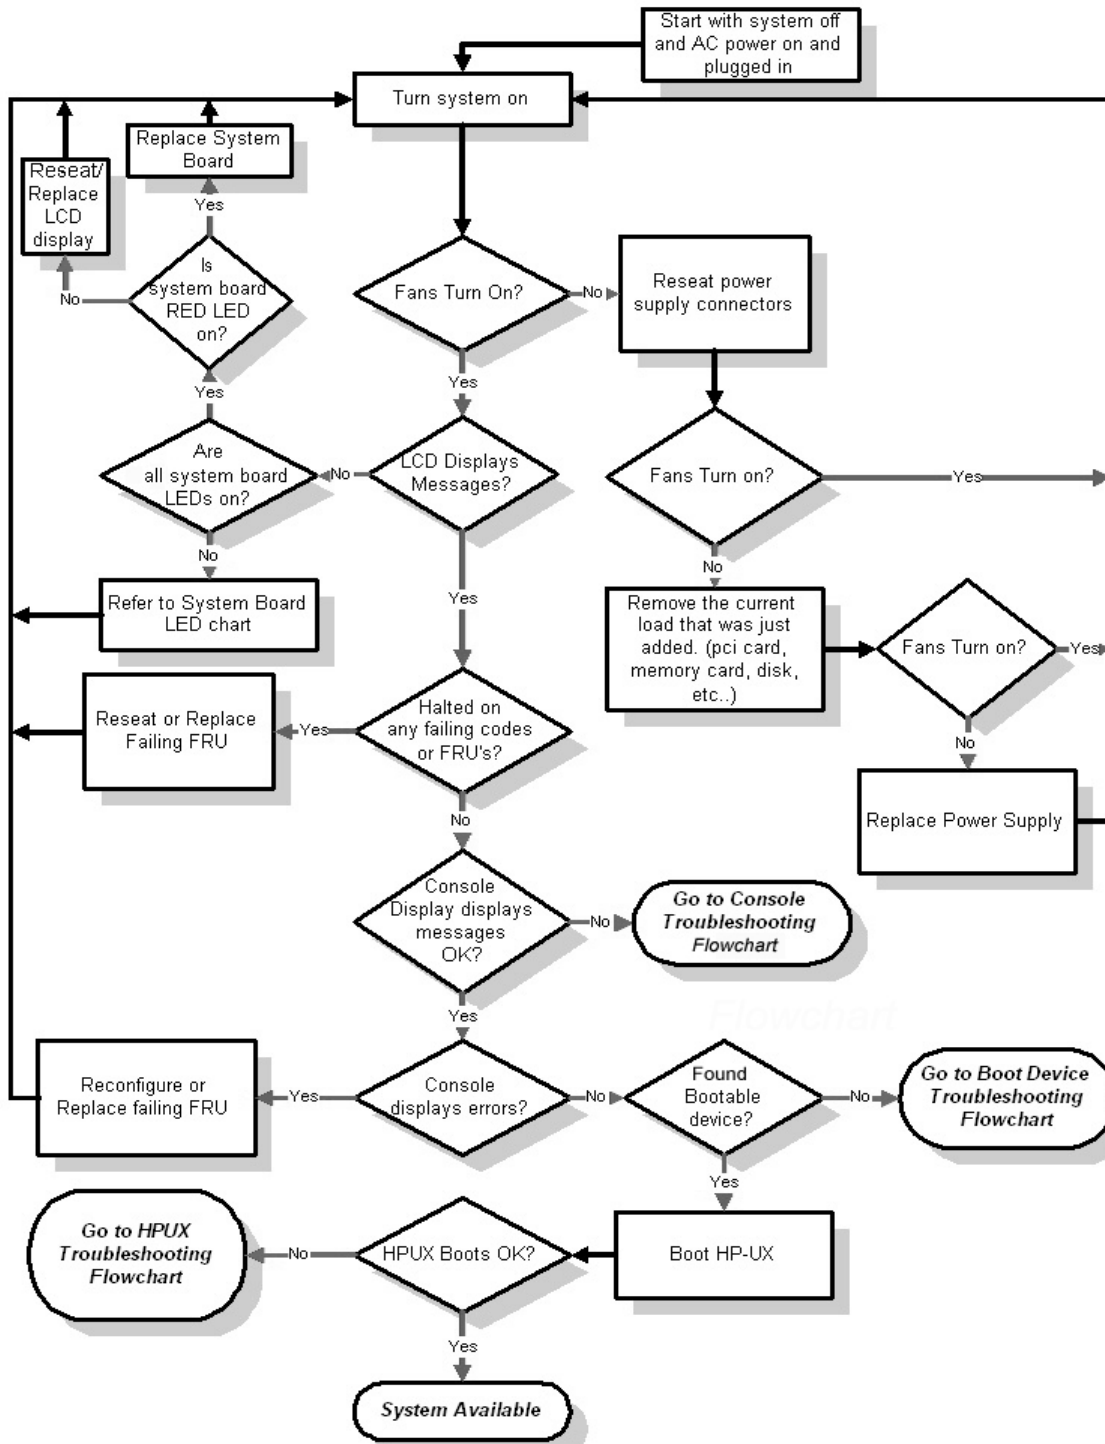 Start with system off
and AC power on and
plugged in
Turn system on
Replace System
Board
Reseat/
Replace
LCD
display
Yes
Is
system board
RED LED
on?
No
Fans Turn On?
No
Reseat power
supply connectors
Yes
Yes
Are
all system board
LEDs on?
No
LCD Displays
Messages?
Fans Turn on?
Yes
No
No
Refer to System Board
LED chart
Yes
Remove the current
load that was just
added. (pci card,
memory card, disk,
etc..)
Fans Turn on?
Yes
Reseat or Replace
Failing FRU
Yes
Halted on
any failing codes
or FRU's?
No
No
Replace Power Supply
Console
Display displays
messages
OK?
No
Go to Console
Troubleshooting
Flowchart
Yes
Flowchart
Reconfigure or
Replace failing FRU
Yes
Console
displays errors?
No
Found
Bootable
device?
No
Go to Boot Device
Troubleshooting
Flowchart
Yes
Go to HPUX
Troubleshooting
Flowchart
No
HPUX Boots OK?
Boot HP-UX
Yes
System Available